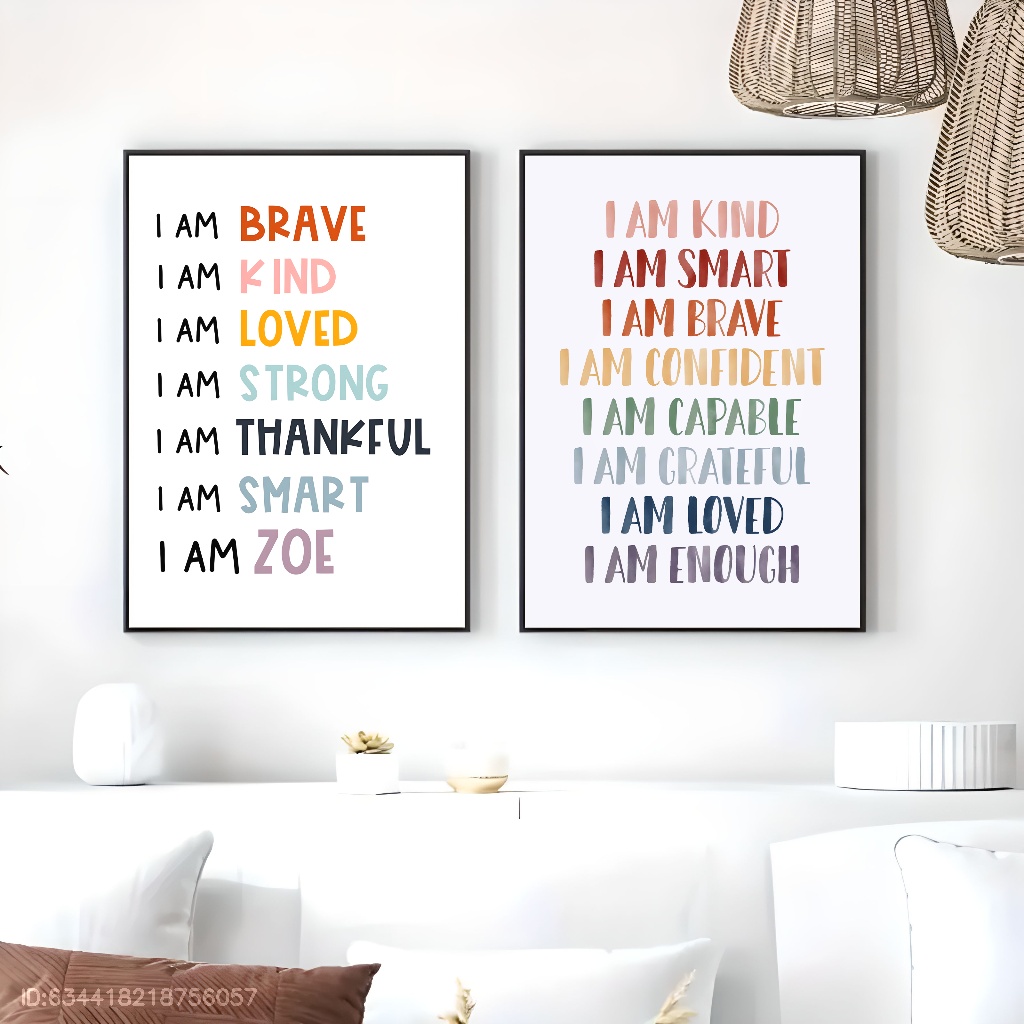 I AM BRAVE
I AM KIND
I AM LOVED
I AM STRONG
I AM THANKFUL
I AM SMART
I AM ZOE
I AM KIND
I AM SMART
I AM BRAVE
I AM CONFIDENT
I AM CAPABLE
I AM GRATEFUL
I AM LOVED
I AM ENOUGH
ID:634418218756057